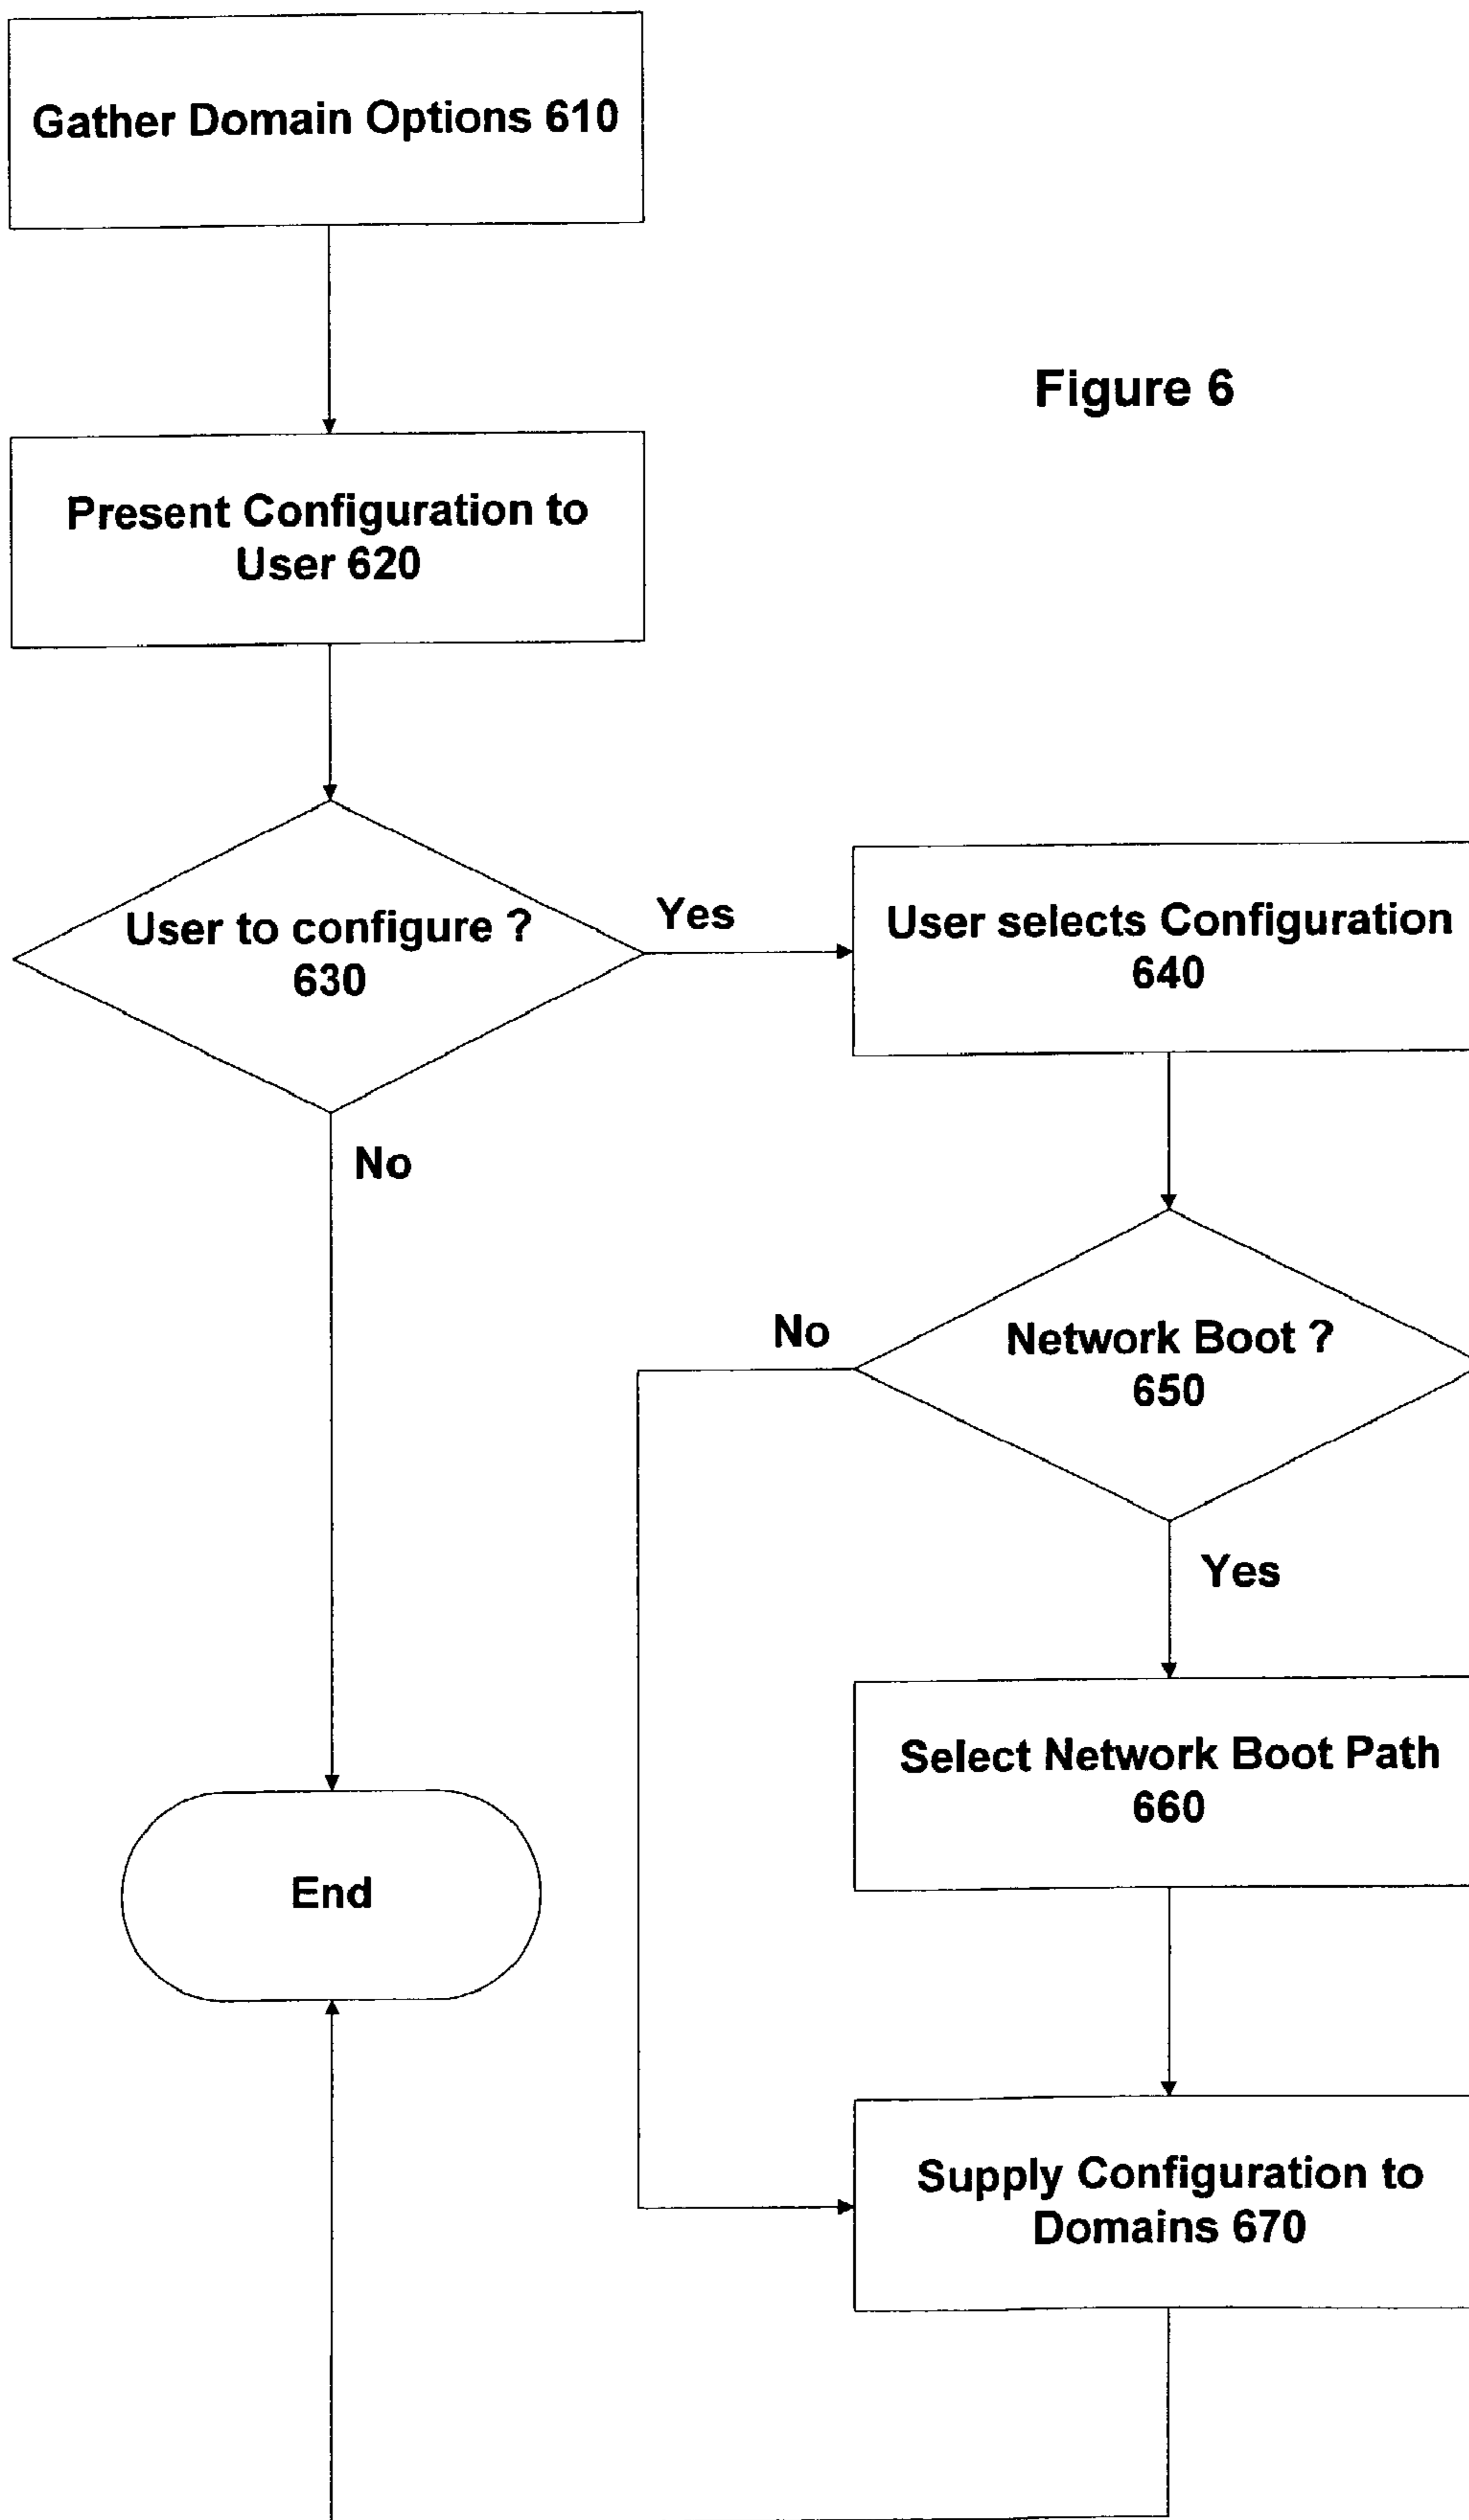 Gather Domain Options 610
Figure 6
Present Configuration to
User 620
User to configure ?
630
Yes
User selects Configuration
640
No
No
Network Boot ?
650
Yes
Select Network Boot Path
660
End
Supply Configuration to
Domains 670